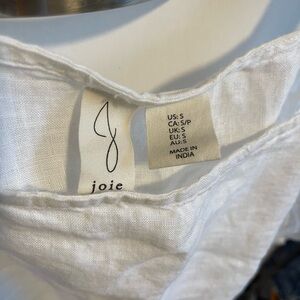 J
joie
US: S
CA: S/P
UK: S
EU: S
AU: S
MADE IN
INDIA